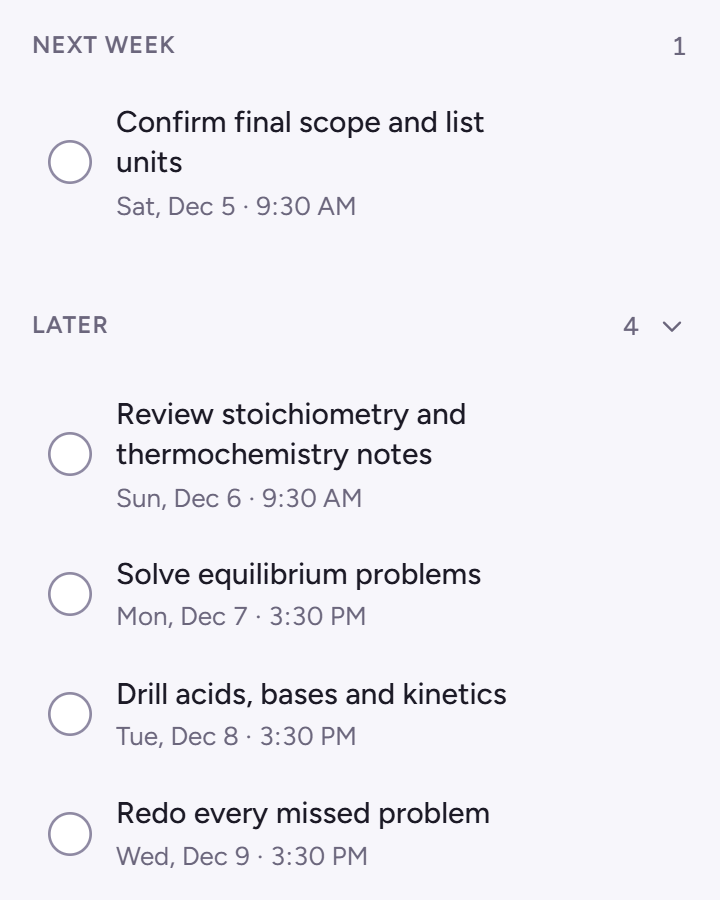 NEXT WEEK 1
Confirm final scope and list
units
Sat, Dec 5 · 9:30 AM
LATER 4
Review stoichiometry and
thermochemistry notes
Sun, Dec 6 · 9:30 AM
Solve equilibrium problems
Mon, Dec 7 · 3:30 PM
Drill acids, bases and kinetics
Tue, Dec 8 · 3:30 PM
Redo every missed problem
Wed, Dec 9 · 3:30 PM